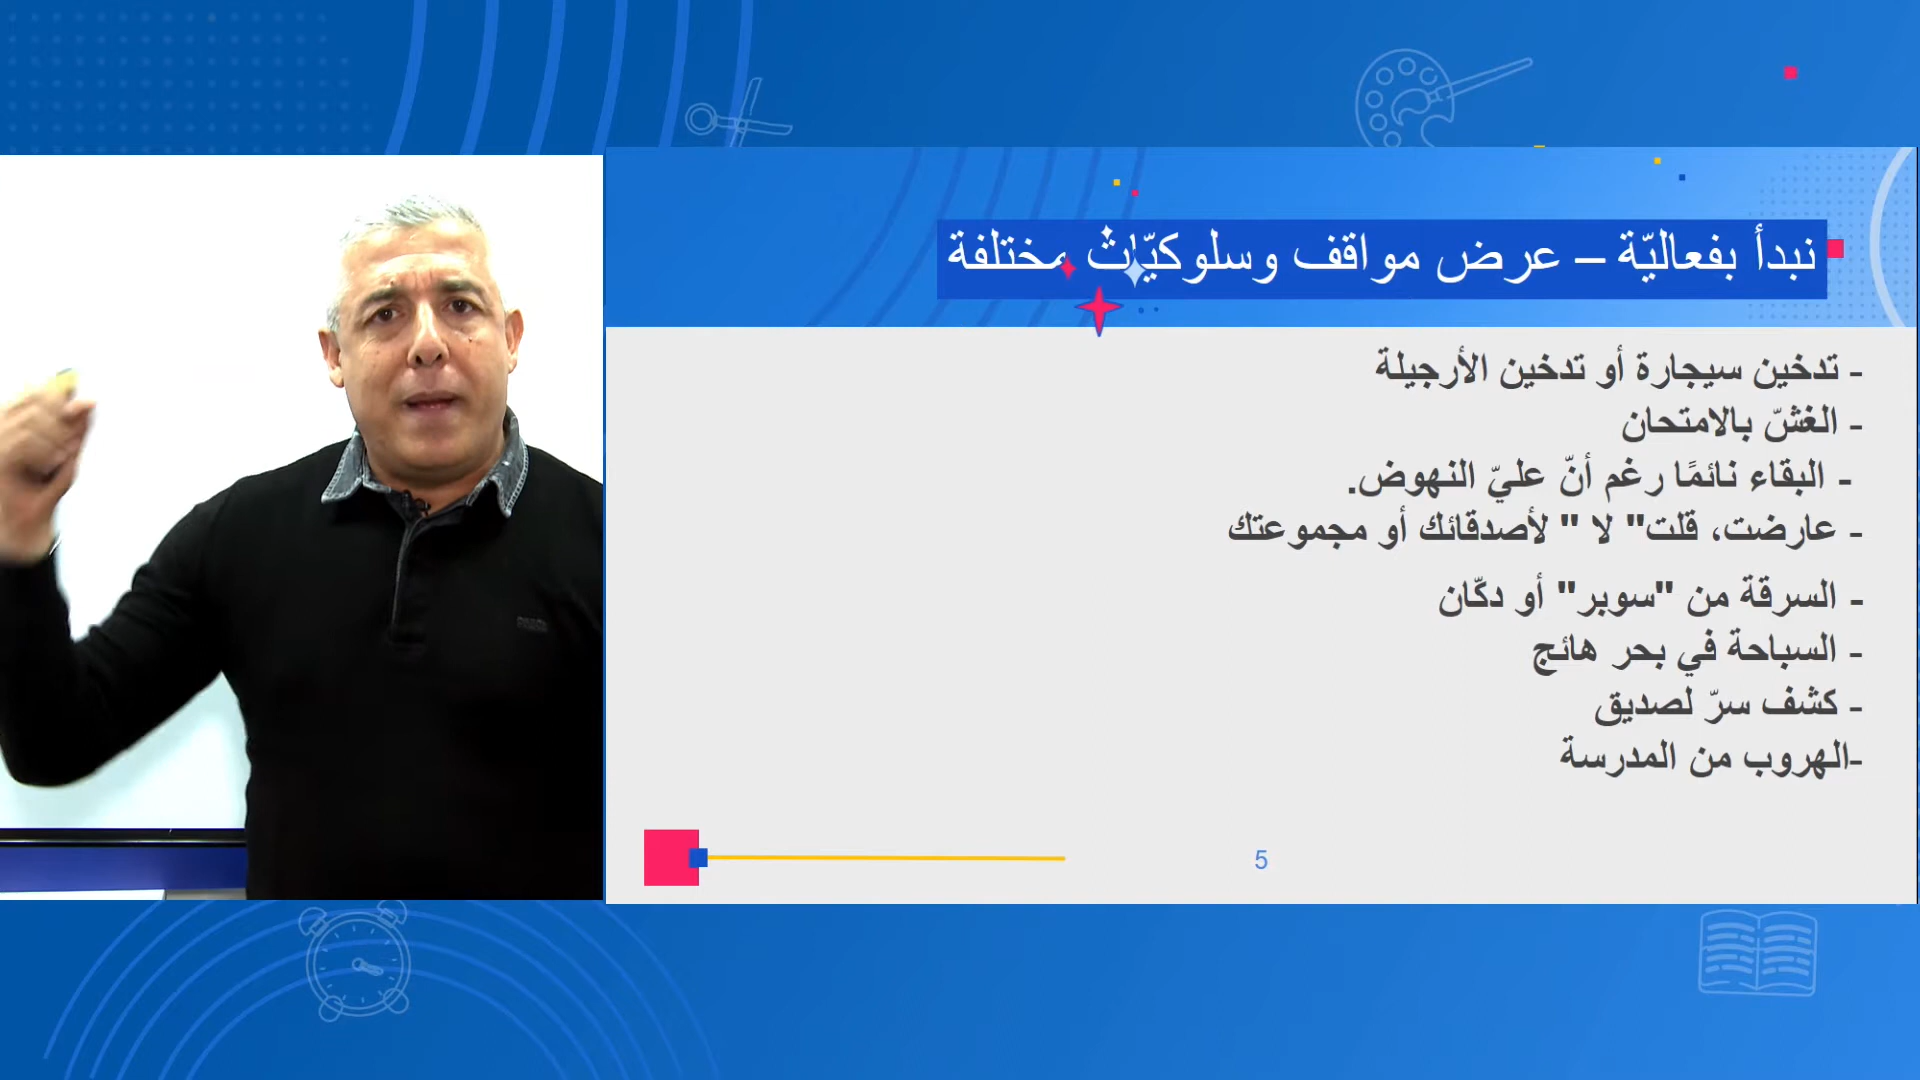 نبدأ بفعاليّة – عرض مواقف وسلوكيّاث مختلفة
- تدخين سيجارة أو تدخين الأرجيلة
- الغشّ بالامتحان
- البقاء نائمًا رغم أنّ عليّ النهوض.
- عارضت، قلت" لا " لأصدقائك أو مجموعتك
- السرقة من "سوبر" أو دكّان
- السباحة في بحر هائج
- كشف سرّ لصديق
-الهروب من المدرسة
5